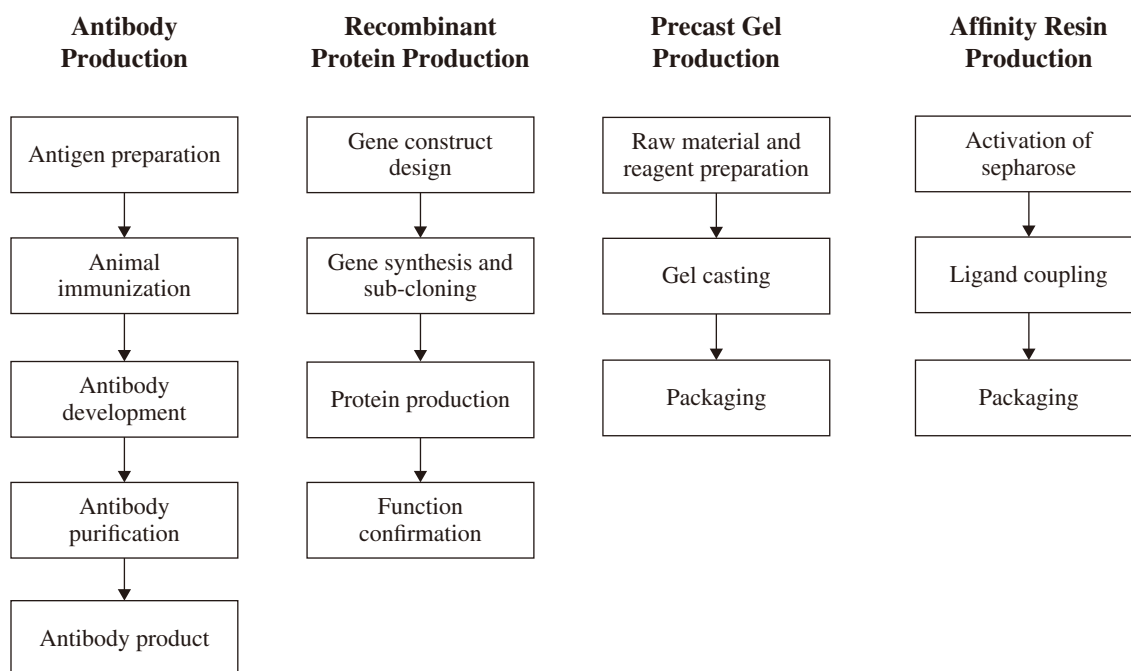 Antibody
Production
Antigen preparation
Animal
immunization
Antibody
development
Antibody
purification
Antibody product
Recombinant
Protein Production
Gene construct
design
Gene synthesis and
sub-cloning
Protein production
Function
confirmation
Precast Gel
Production
Raw material and
reagent preparation
Gel casting
Packaging
Affinity Resin
Production
Activation of
sepharose
Ligand coupling
Packaging